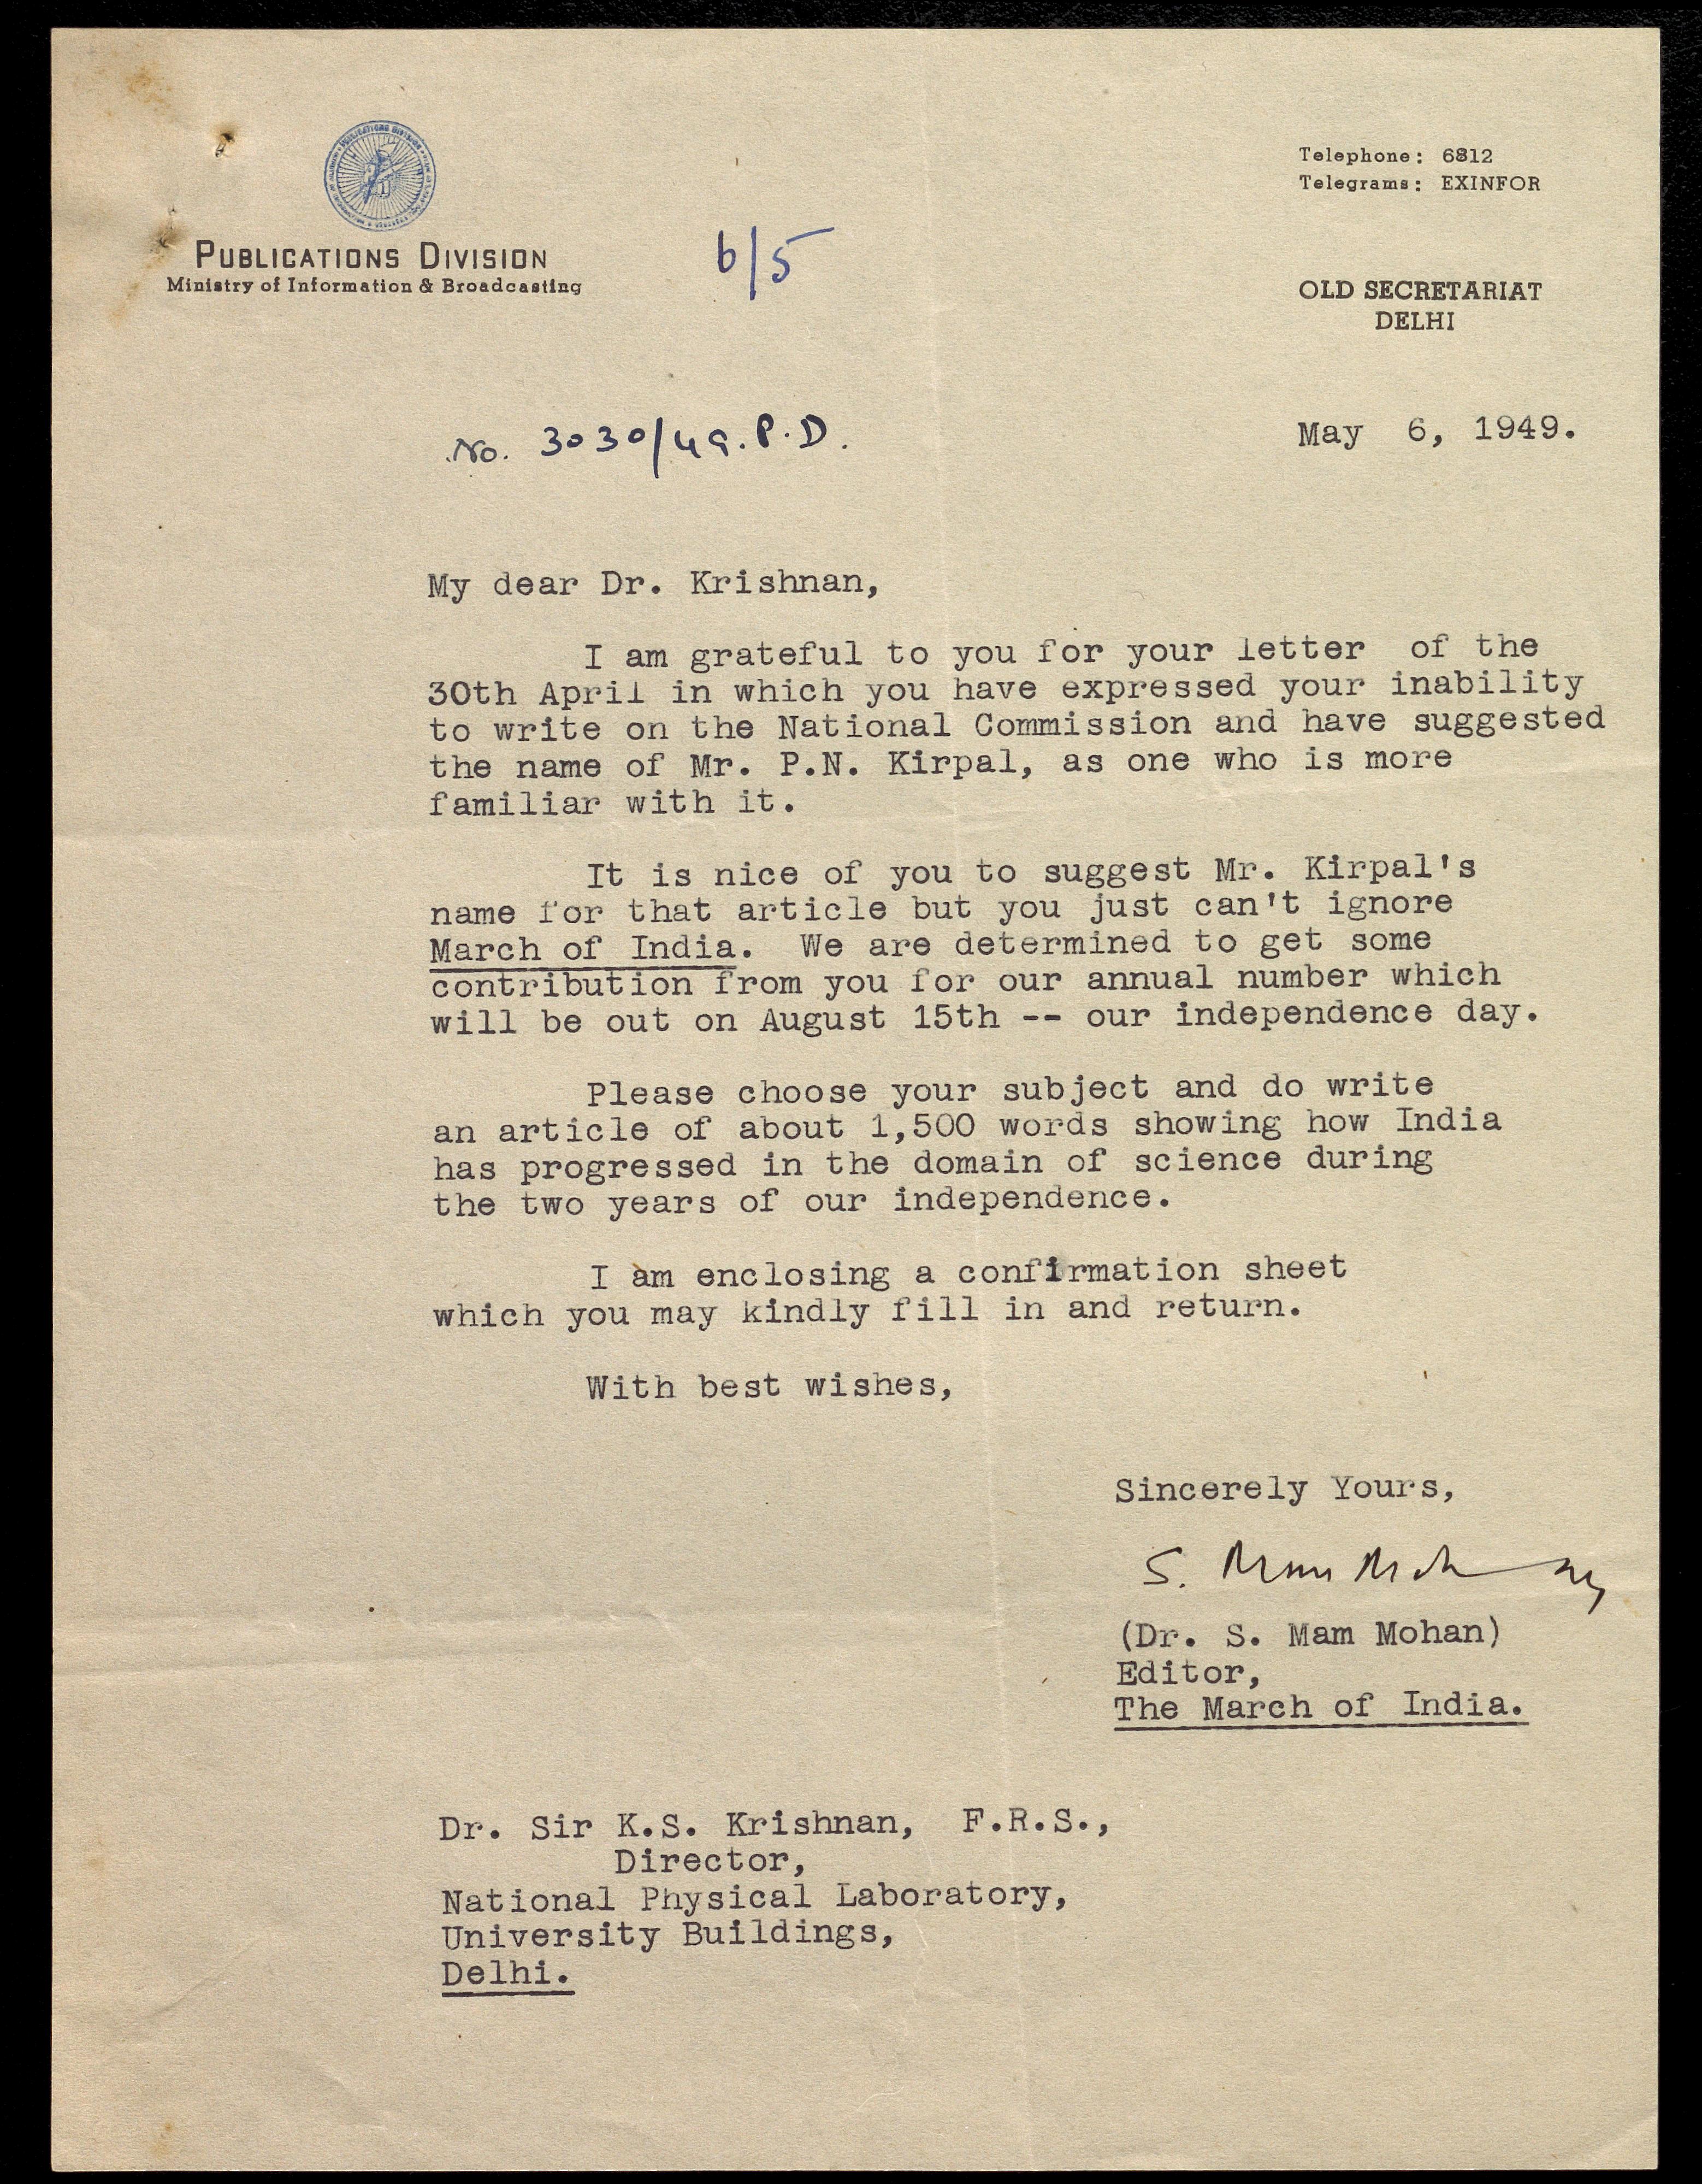 PUBLICATIONS DIVISION
PUBLICATIONS DIVISION
Ministry of Information & Broadcasting
6/5
Telephone: 6812
Telegrams: EXINFOR
OLD SECRETARIAT
DELHI
No. 3030/49.P.D.
May 6, 1949.
My dear Dr. Krishnan,
I am grateful to you for your letter of the
30th April in which you have expressed your inability
to write on the National Commission and have suggested
the name of Mr. P.N. Kirpal, as one who is more
familiar with it.
It is nice of you to suggest Mr. Kirpal's
name for that article but you just can't ignore
March of India. We are determined to get some
contribution from you for our annual number which
will be out on August 15th -- our independence day.
Please choose your subject and do write
an article of about 1,500 words showing how India
has progressed in the domain of science during
the two years of our independence.
I am enclosing a confirmation sheet
which you may kindly fill in and return.
With best wishes,
Sincerely Yours,
S. Mam Mohan
(Dr. S. Mam Mohan)
Editor,
The March of India.
Dr. Sir K.S. Krishnan, F.R.S.,
Director,
National Physical Laboratory,
University Buildings,
Delhi.